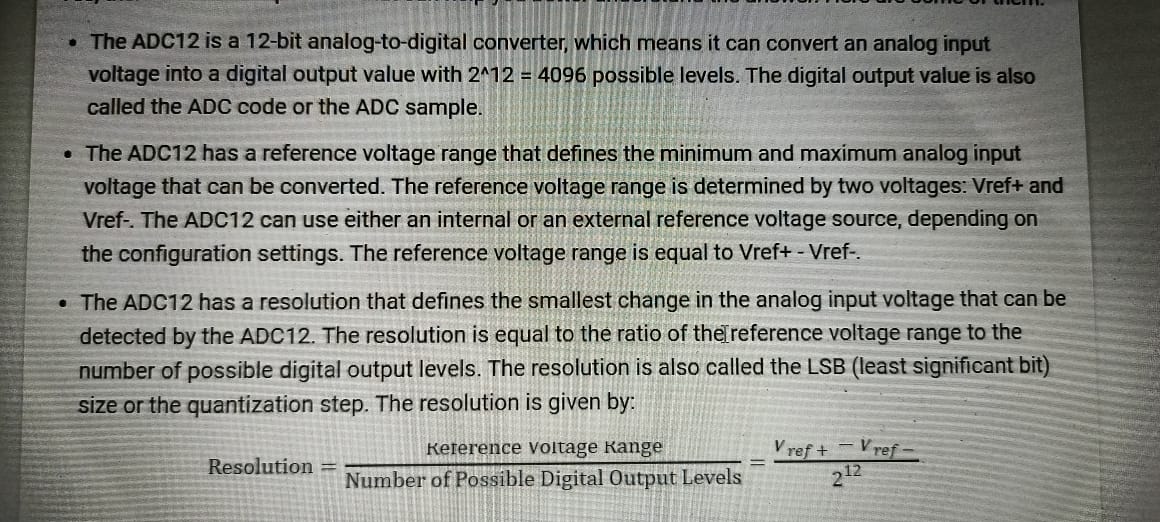 • The ADC12 is a 12-bit analog-to-digital converter, which means it can convert an analog input
voltage into a digital output value with 2^12 = 4096 possible levels. The digital output value is also
called the ADC code or the ADC sample.
• The ADC12 has a reference voltage range that defines the minimum and maximum analog input
voltage that can be converted. The reference voltage range is determined by two voltages: Vref+ and
Vref-. The ADC12 can use either an internal or an external reference voltage source, depending on
the configuration settings. The reference voltage range is equal to Vref+ - Vref-.
• The ADC12 has a resolution that defines the smallest change in the analog input voltage that can be
detected by the ADC12. The resolution is equal to the ratio of the reference voltage range to the
number of possible digital output levels. The resolution is also called the LSB (least significant bit)
size or the quantization step. The resolution is given by:
Resolution = Reference Voltage Range / Number of Possible Digital Output Levels = Vref+ − Vref− / 2^12